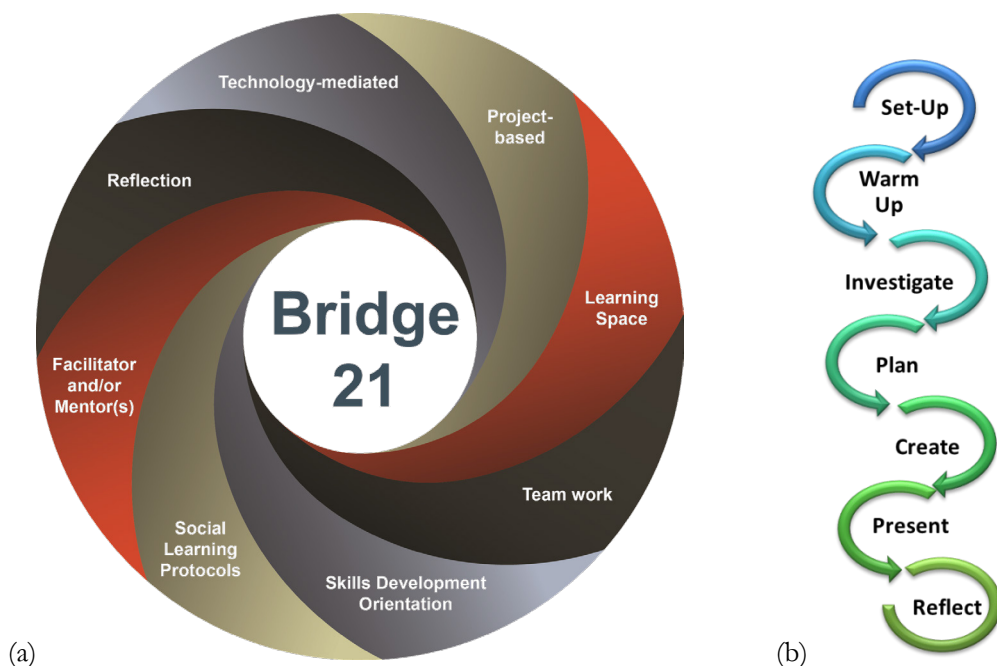 Technology-mediated
Project-
based
Reflection
Learning
Space
Bridge
21
Facilitator
and/or
Mentor(s)
Team work
Social
Learning
Protocols
Skills Development
Orientation
(a)
Set-Up
Warm
Up
Investigate
Plan
Create
Present
Reflect
(b)